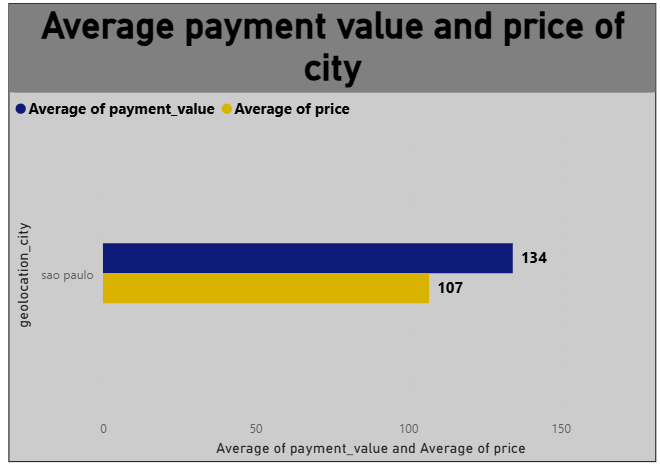 Average payment value and price of
city
Average of payment_value Average of price
geolocation_city
sao paulo
134
107
0 50 100 150
Average of payment_value and Average of price